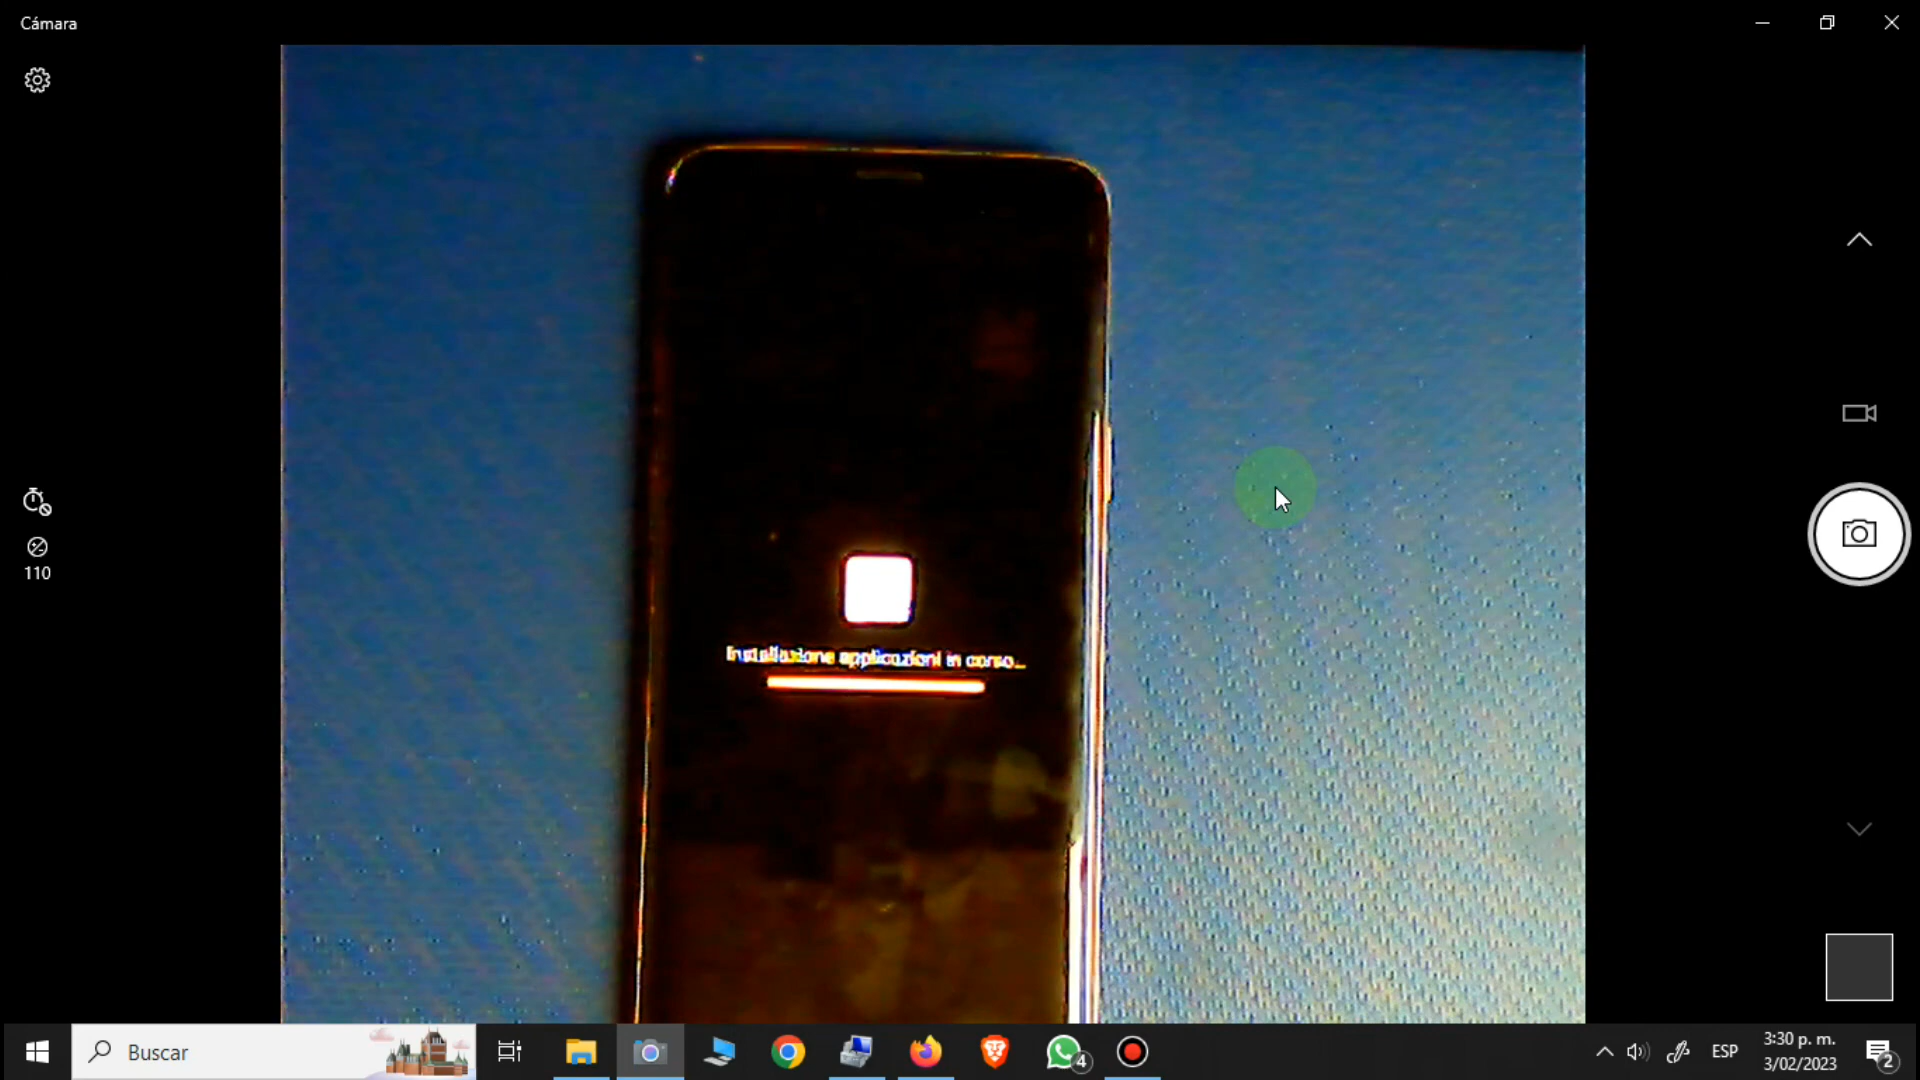 Cámara
110
Installazione applicazioni in corso...
Buscar
4
ESP
3:30 p. m.
3/02/2023
2